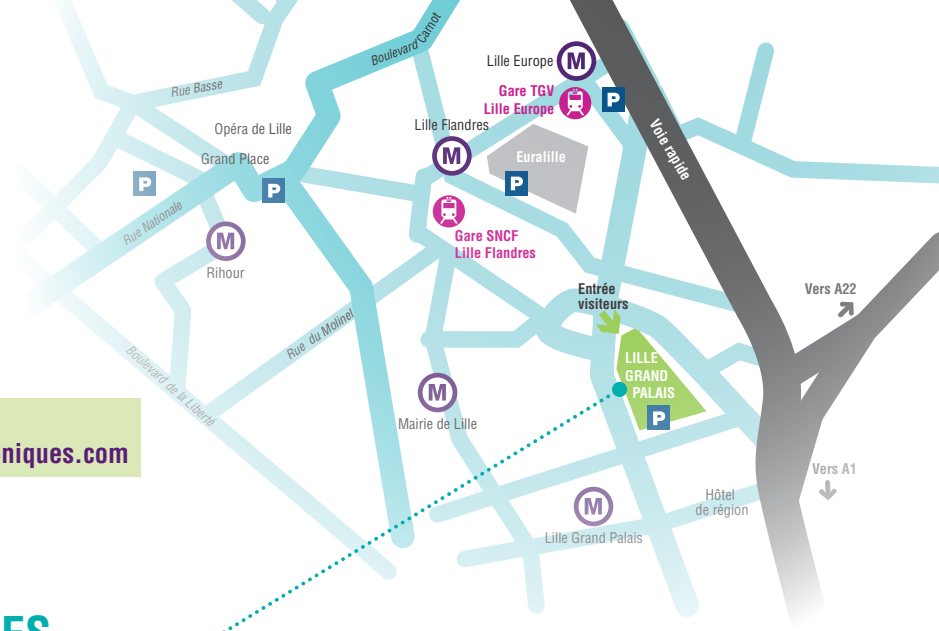 Boulevard Carnot
Lille Europe
M
Rue Basse
Gare TGV
Lille Europe
P
Opéra de Lille
Lille Flandres
Voie rapide
Grand Place
M
Euralille
P
P
P
Rue Nationale
M
Gare SNCF
Lille Flandres
Rihour
Entrée
visiteurs
Vers A22
Rue du Molinel
LILLE
GRAND
PALAIS
P
Boulevard de la Liberté
M
Mairie de Lille
niques.com
Vers A1
Hôtel
de région
M
Lille Grand Palais
ES